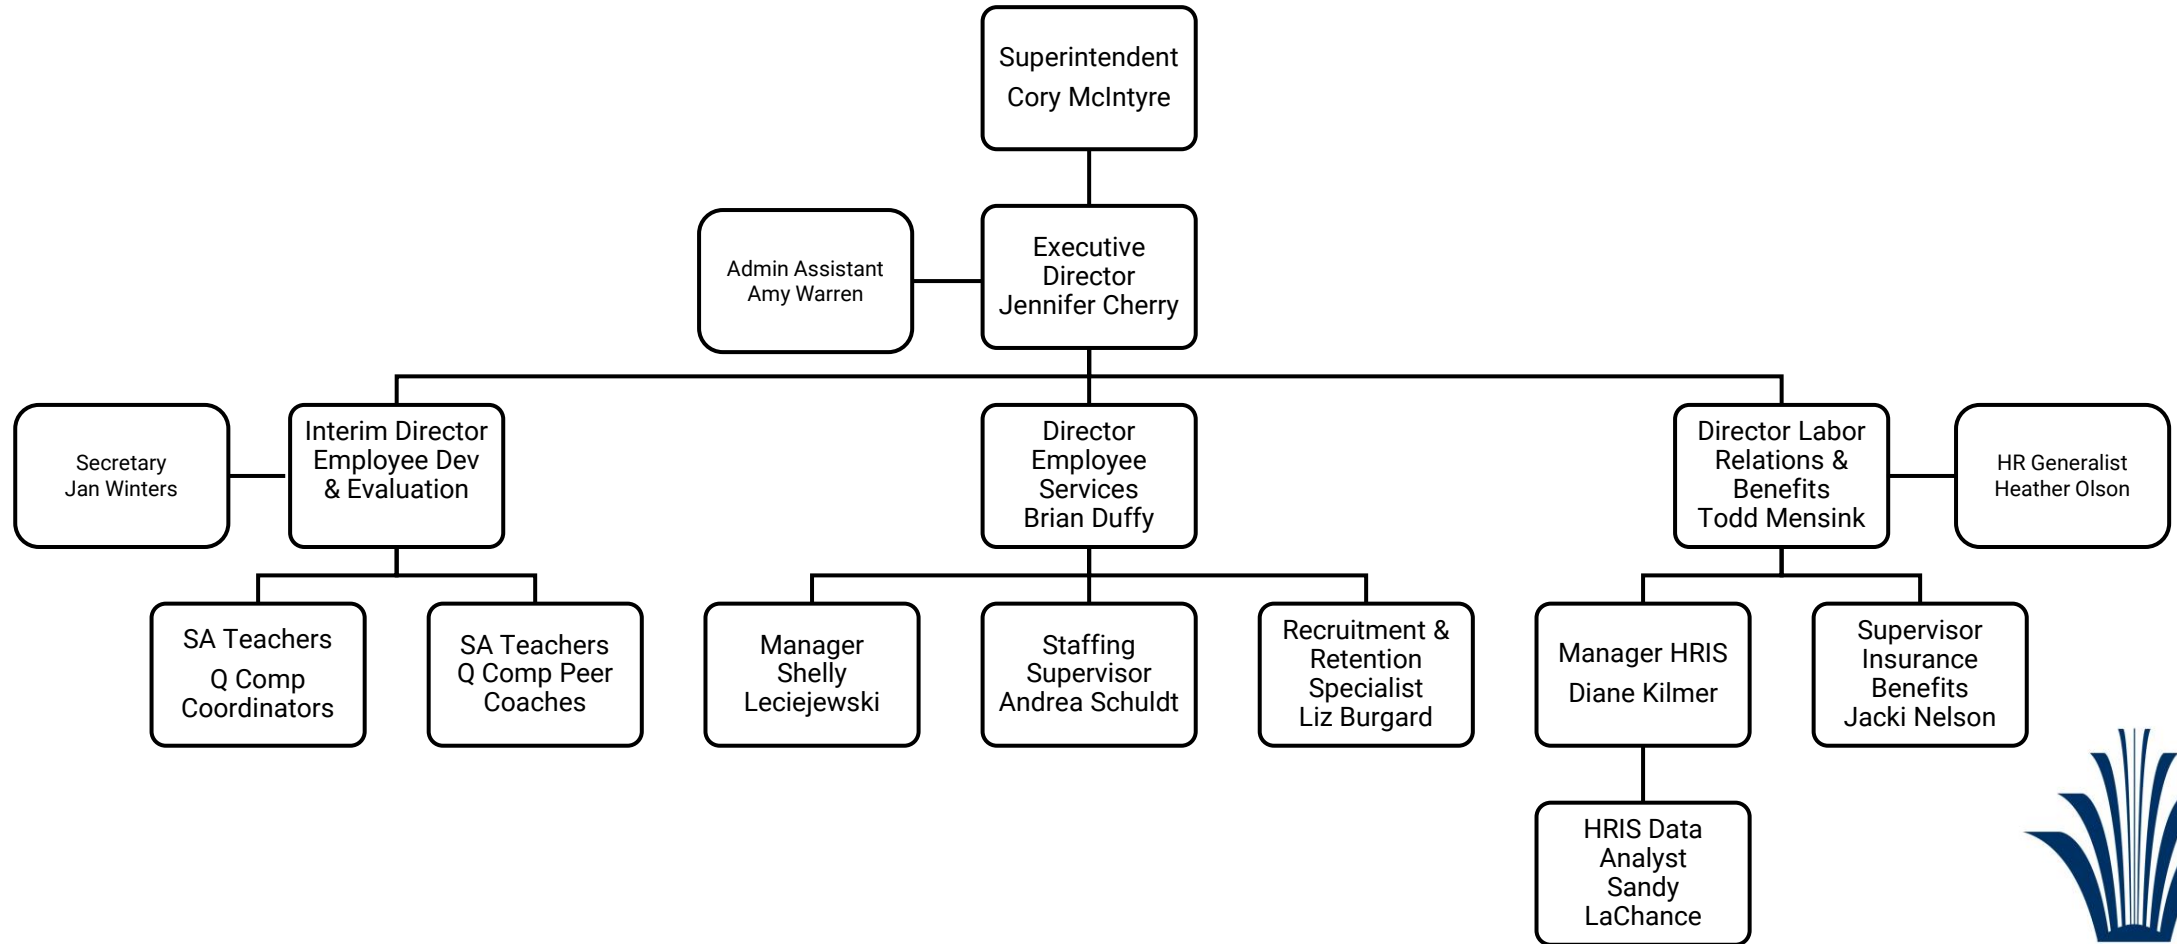 Superintendent
Cory McIntyre
Admin Assistant
Amy Warren
Executive
Director
Jennifer Cherry
Secretary
Jan Winters
Interim Director
Employee Dev
& Evaluation
Director
Employee
Services
Brian Duffy
Director Labor
Relations &
Benefits
Todd Mensink
HR Generalist
Heather Olson
SA Teachers
Q Comp
Coordinators
SA Teachers
Q Comp Peer
Coaches
Manager
Shelly
Leciejewski
Staffing
Supervisor
Andrea Schuldt
Recruitment &
Retention
Specialist
Liz Burgard
Manager HRIS
Diane Kilmer
Supervisor
Insurance
Benefits
Jacki Nelson
HRIS Data
Analyst
Sandy
LaChance